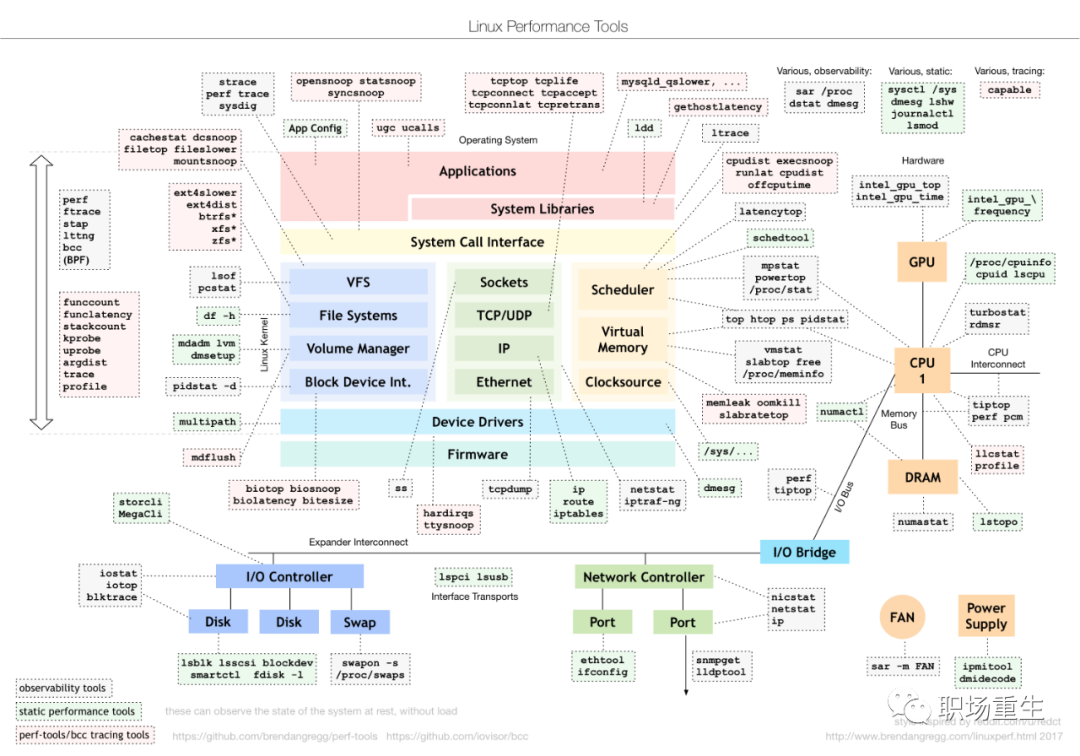 Linux Performance Tools
strace
perf trace
sysdig
opensnoop statsnoop
syncsnoop
tcptop tcplife
tcpconnect tcpaccept
tcpconnlat tcpretrans
mysqld_qslower, ...
gethostlatency
Various, observability:
sar /proc
dstat dmesg
Various, static:
sysctl /sys
dmesg lshw
journalctl
lsmod
Various, tracing:
capable
App Config
ugc ucalls
ldd
ltrace
Operating System
cachestat dcsnoop
filetop fileslower
mountsnoop
cpudist execsnoop
runlat cpudist
offcputime
Hardware
Applications
System Libraries
System Call Interface
perf
ftrace
stap
lttng
bcc
(BPF)
ext4slower
ext4dist
btrfs*
xfs*
zfs*
latencytop
schedtool
intel_gpu_top
intel_gpu_time
intel_gpu_\
frequency
GPU
lsof
pcstat
VFS
Sockets
Scheduler
mpstat
powertop
/proc/stat
/proc/cpuinfo
cpuid lscpu
funccount
funclatency
stackcount
kprobe
uprobe
argdist
trace
profile
df -h
File Systems
TCP/UDP
top htop ps pidstat
turbostat
rdmsr
Linux Kernel
mdadm lvm
dmsetup
Volume Manager
IP
Virtual
Memory
vmstat
slabtop free
/proc/meminfo
CPU
1
CPU
Interconnect
pidstat -d
Block Device Int.
Ethernet
Clocksource
memleak oomkill
slabratetop
numactl
Memory
Bus
tiptop
perf pcm
multipath
Device Drivers
mdflush
Firmware
/sys/...
llcstat
profile
biotop biosnoop
biolatency bitesize
ss
tcpdump
ip
route
iptables
netstat
iptraf-ng
dmesg
perf
tiptop
I/O Bus
DRAM
storcli
MegaCli
hardirqs
ttysnoop
numastat
lstopo
Expander Interconnect
I/O Bridge
iostat
iotop
blktrace
I/O Controller
lspci lsusb
Interface Transports
Network Controller
nicstat
netstat
ip
Disk
Disk
Swap
Port
Port
FAN
Power
Supply
lsblk lsscsi blockdev
smartctl fdisk -l
swapon -s
/proc/swaps
ethtool
ifconfig
snmpget
lldptool
sar -m FAN
ipmitool
dmidecode
observability tools
static performance tools
these can observe the state of the system at rest, without load
perf-tools/bcc tracing tools
https://github.com/brendangregg/perf-tools https://github.com/iovisor/bcc
职场重生
style inspired by reddit.com/u/redct
http://www.brendangregg.com/linuxperf.html 2017